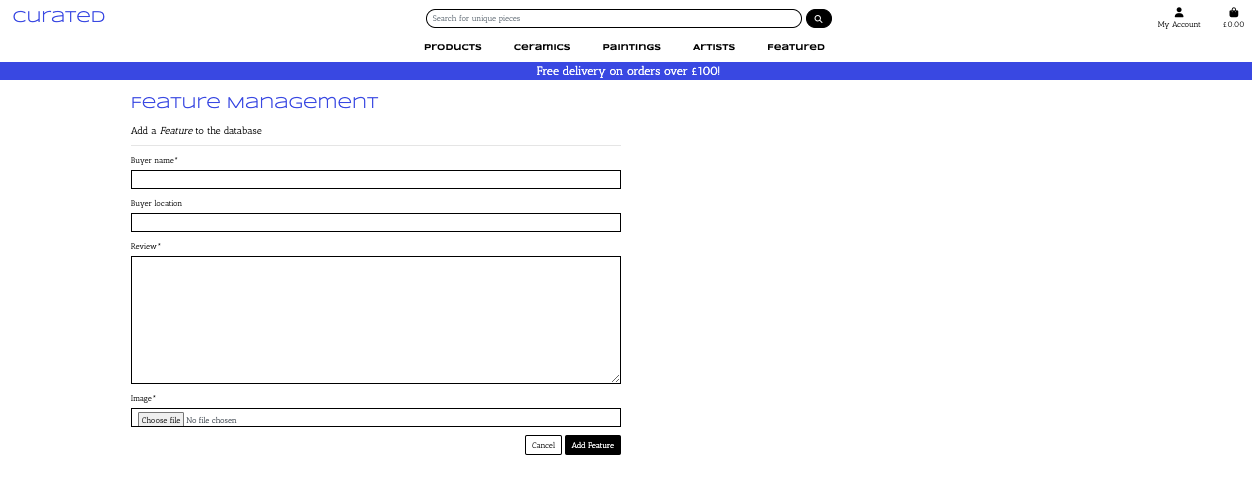 Curated
Search for unique pieces
My Account
£0.00
Products Ceramics Paintings Artists Featured
Free delivery on orders over £100!
Feature Management
Add a Feature to the database
Buyer name*
Buyer location
Review*
Image*
Choose file No file chosen
Cancel Add Feature